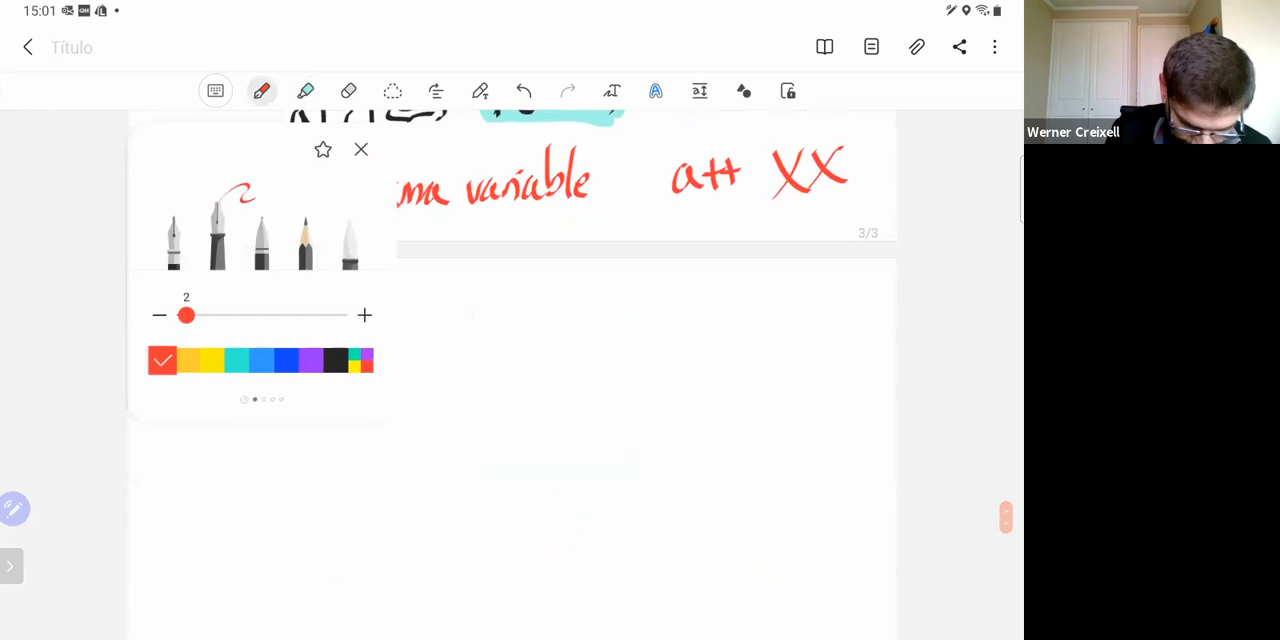 15:01
Título
ma variable att XX
3/3
2
Werner Creixell